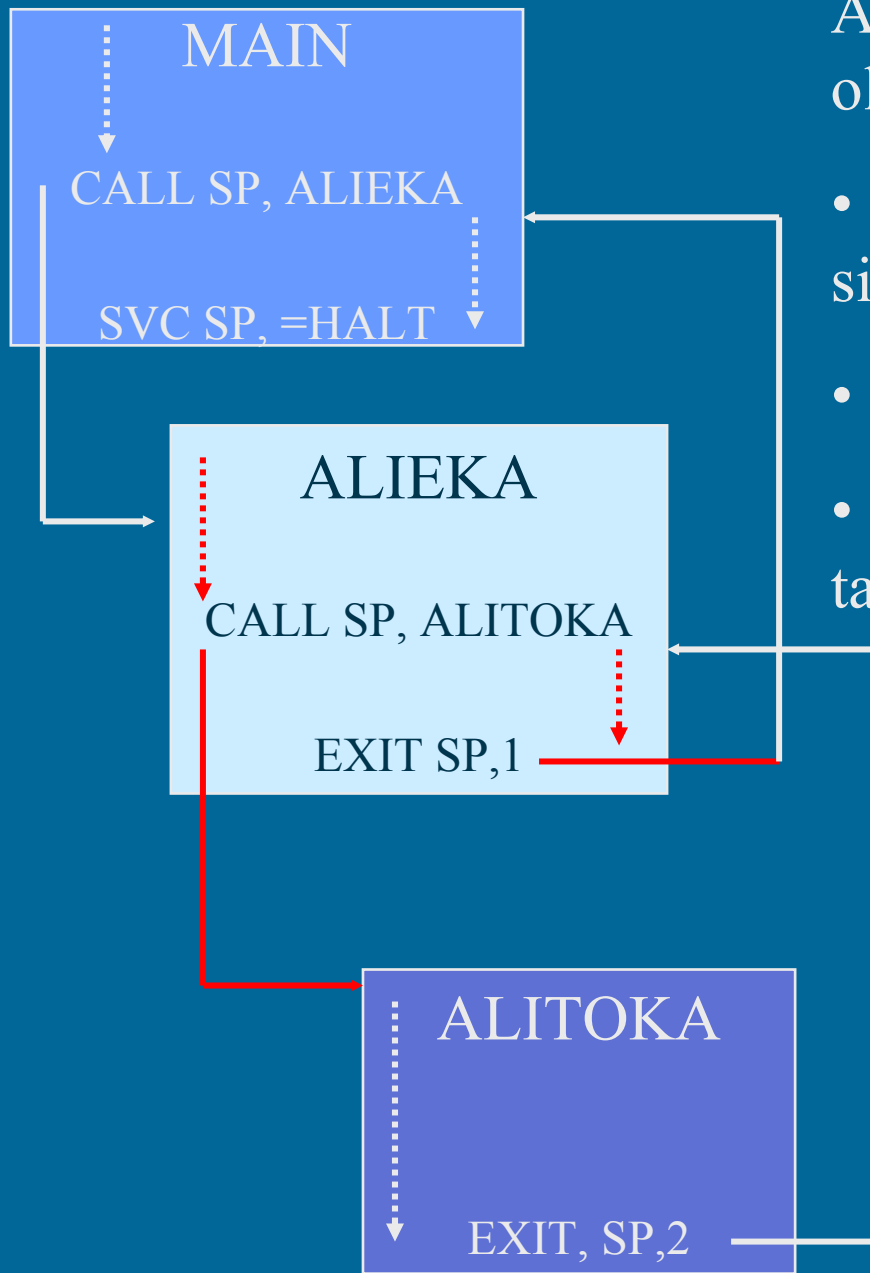 MAIN
CALL SP, ALIEKA
SVC SP, =HALT
ALIEKA
CALL SP, ALITOKA
EXIT SP,1
ALITOKA
EXIT, SP,2
•
•
•